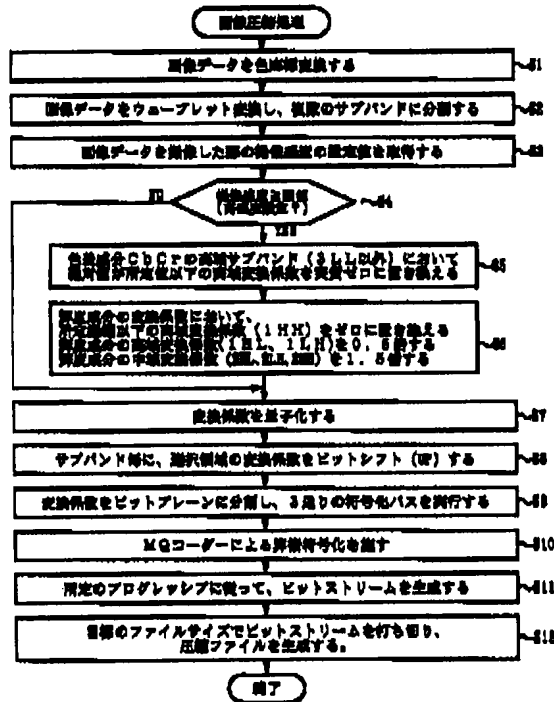 画像圧縮処理
画像データを色座標変換する
S1
画像データをウェーブレット変換し、複数のサブバンドに分割する
S2
画像データを撮像した際の撮像感度の設定値を取得する
S3
撮像感度≧閾値
(高感度設定?)
S4
NO
YES
色差成分CbCrの高域サブバンド(3LL以外)において
絶対値が所定値以下の高域変換係数を実質ゼロに置き換える
S5
輝度成分の変換係数において、
所定振幅以下の高域変換係数(1HH)をゼロに置き換える
輝度成分の高域変換係数(1HL、1LH)を0.5倍する
輝度成分の中域変換係数(2HL,2LH,2HH)を1.5倍する
S6
変換係数を量子化する
S7
サブバンド毎に、選択領域の変換係数をビットシフト(UP)する
S8
変換係数をビットプレーンに分割し、3通りの符号化パスを実行する
S9
MQコーダーによる算術符号化を施す
S10
所定のプログレッシブに従って、ビットストリームを生成する
S11
目標のファイルサイズでビットストリームを打ち切り、
圧縮ファイルを生成する。
S12
終了